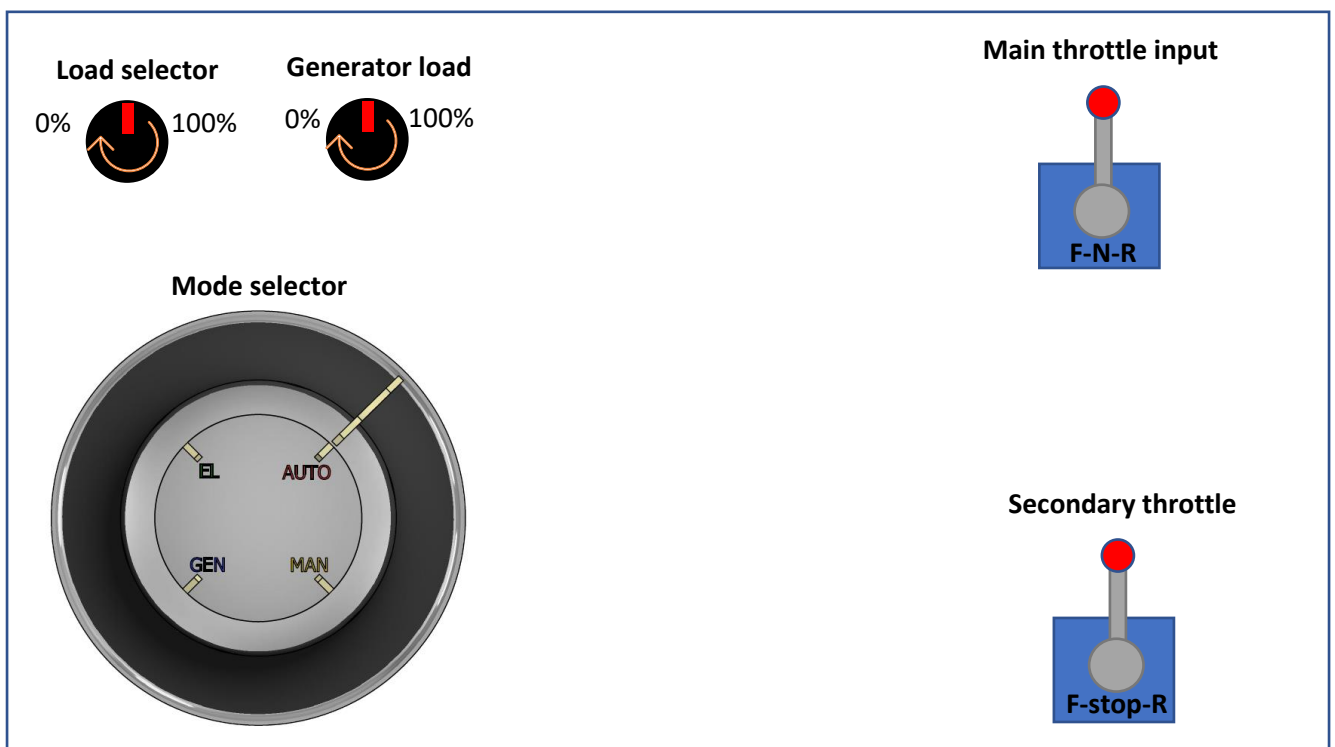 Load selector
0% 100%
Generator load
0% 100%
Main throttle input
F-N-R
Mode selector
EL AUTO
GEN MAN
Secondary throttle
F-stop-R